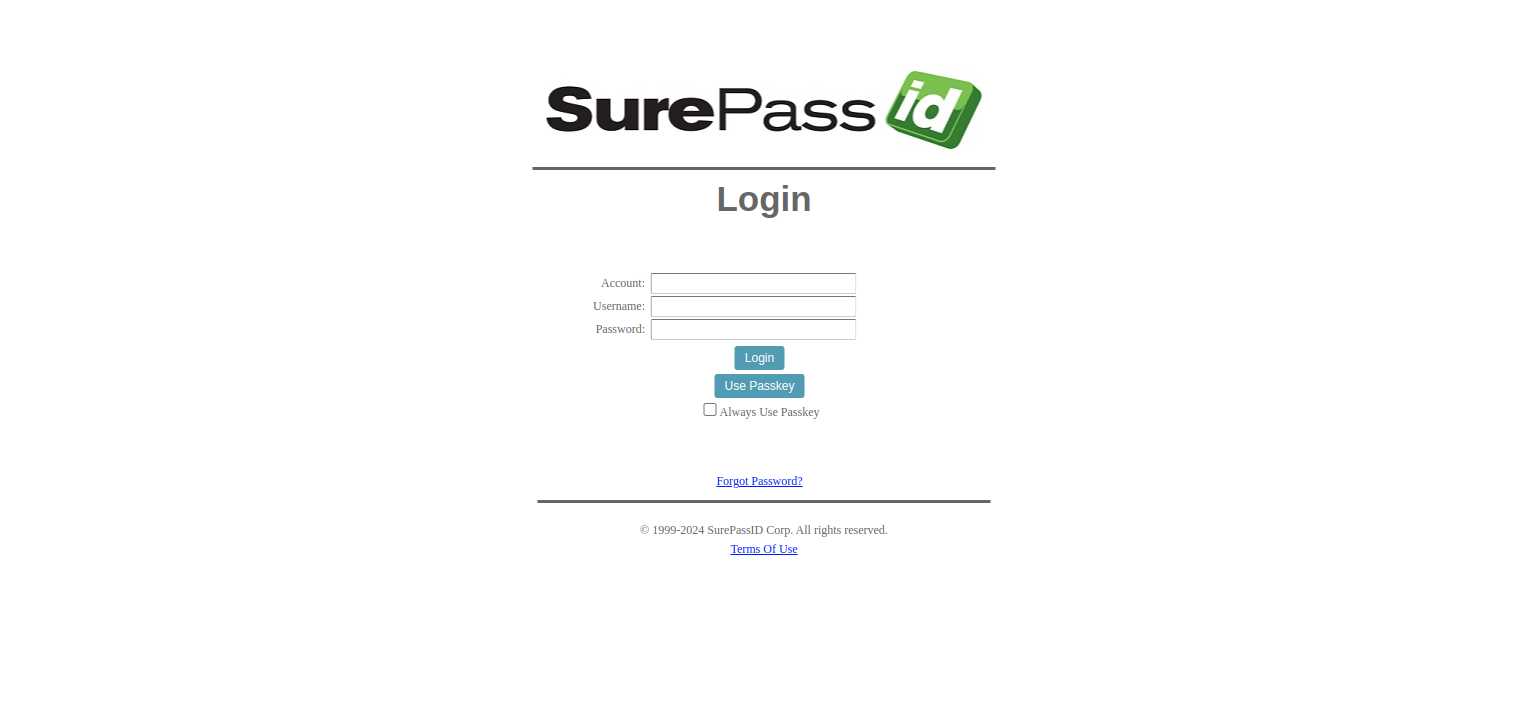 SurePass id
Login
Account:
Username:
Password:
Login
Use Passkey
Always Use Passkey
Forgot Password?
© 1999-2024 SurePassID Corp. All rights reserved.
Terms Of Use